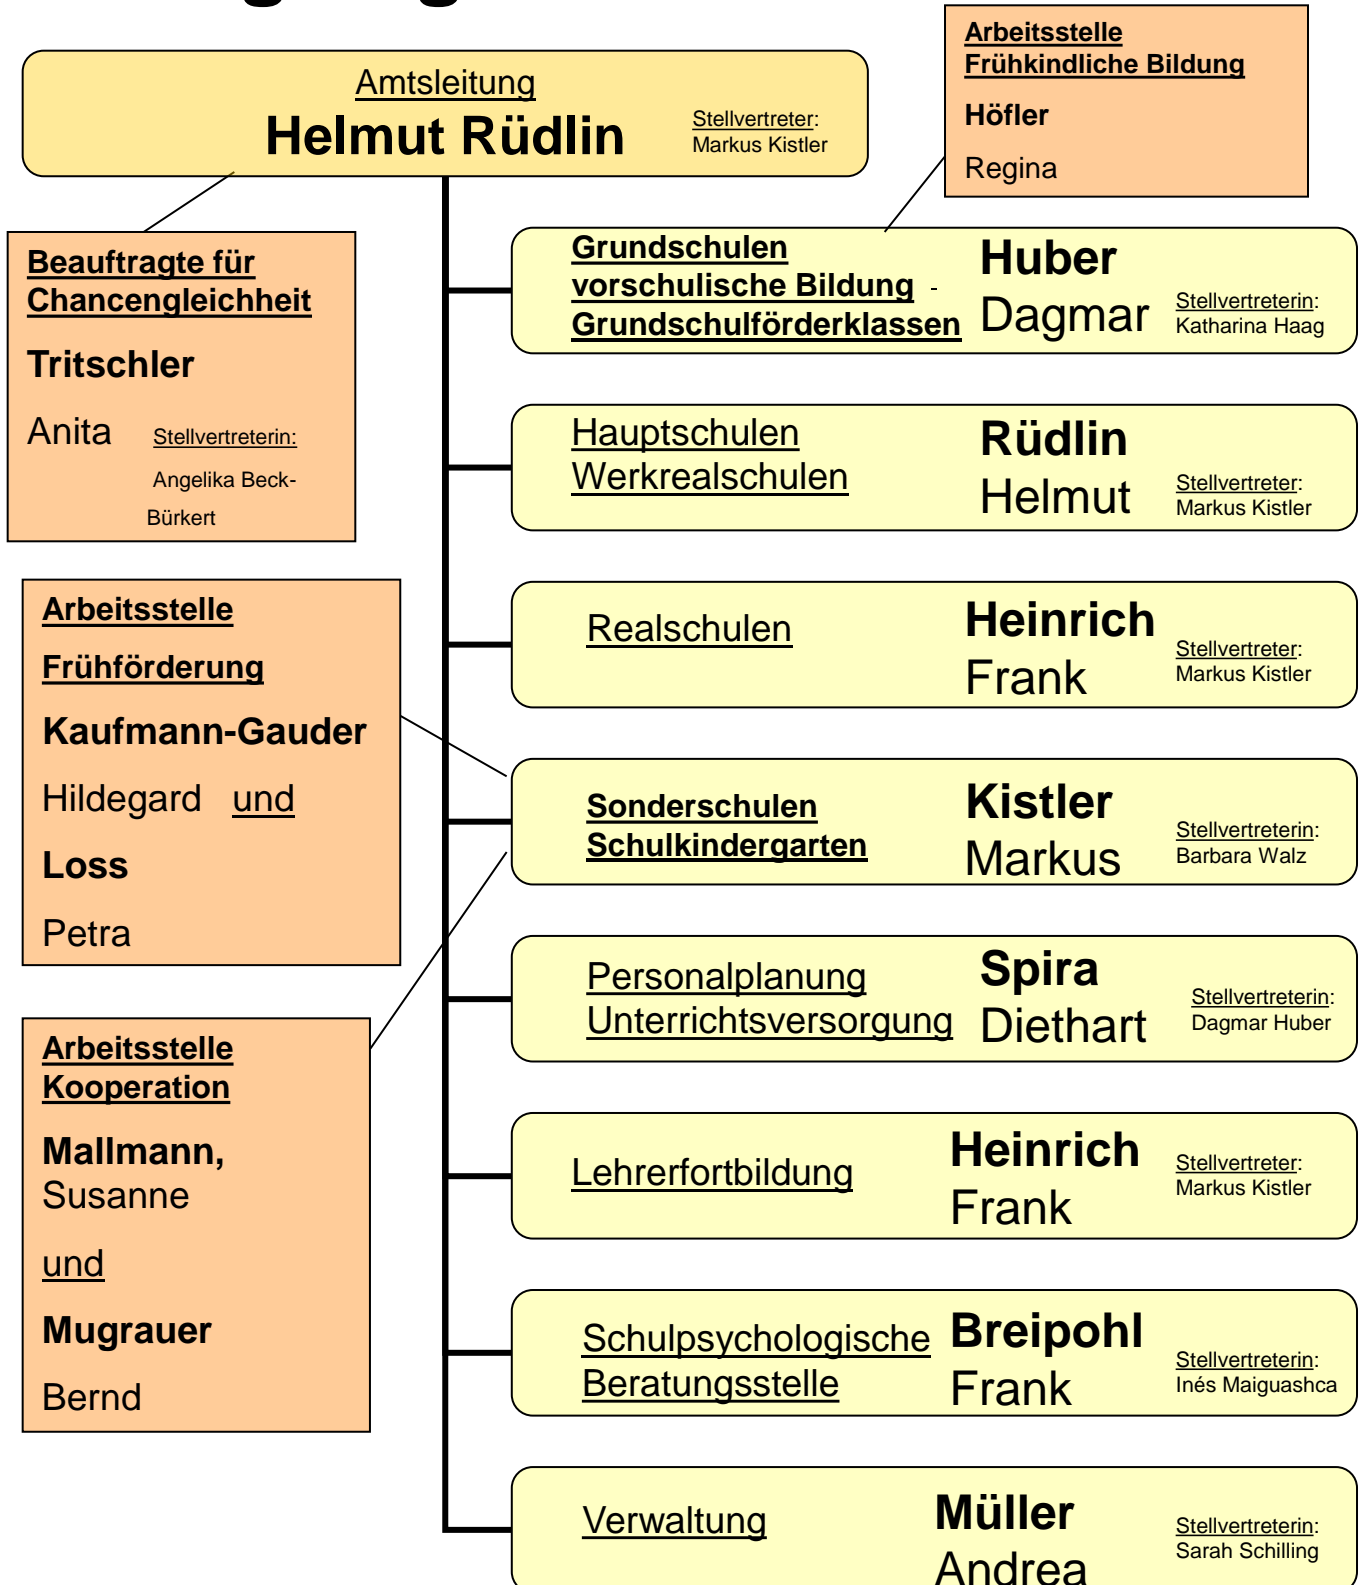 Amtsleitung
Helmut Rüdlin
Stellvertreter:
Markus Kistler
Arbeitsstelle
Frühkindliche Bildung
Höfler
Regina
Beauftragte für
Chancengleichheit
Tritschler
Anita Stellvertreterin:
Angelika Beck-
Bürkert
Grundschulen
vorschulische Bildung -
Grundschulförderklassen
Huber
Dagmar
Stellvertreterin:
Katharina Haag
Hauptschulen
Werkrealschulen
Rüdlin
Helmut
Stellvertreter:
Markus Kistler
Arbeitsstelle
Frühförderung
Kaufmann-Gauder
Hildegard und
Loss
Petra
Realschulen
Heinrich
Frank
Stellvertreter:
Markus Kistler
Sonderschulen
Schulkindergarten
Kistler
Markus
Stellvertreterin:
Barbara Walz
Personalplanung
Unterrichtsversorgung
Spira
Diethart
Stellvertreterin:
Dagmar Huber
Arbeitsstelle
Kooperation
Mallmann,
Susanne
und
Mugrauer
Bernd
Lehrerfortbildung
Heinrich
Frank
Stellvertreter:
Markus Kistler
Schulpsychologische
Beratungsstelle
Breipohl
Frank
Stellvertreterin:
Inés Maiguashca
Verwaltung
Müller
Andrea
Stellvertreterin:
Sarah Schilling